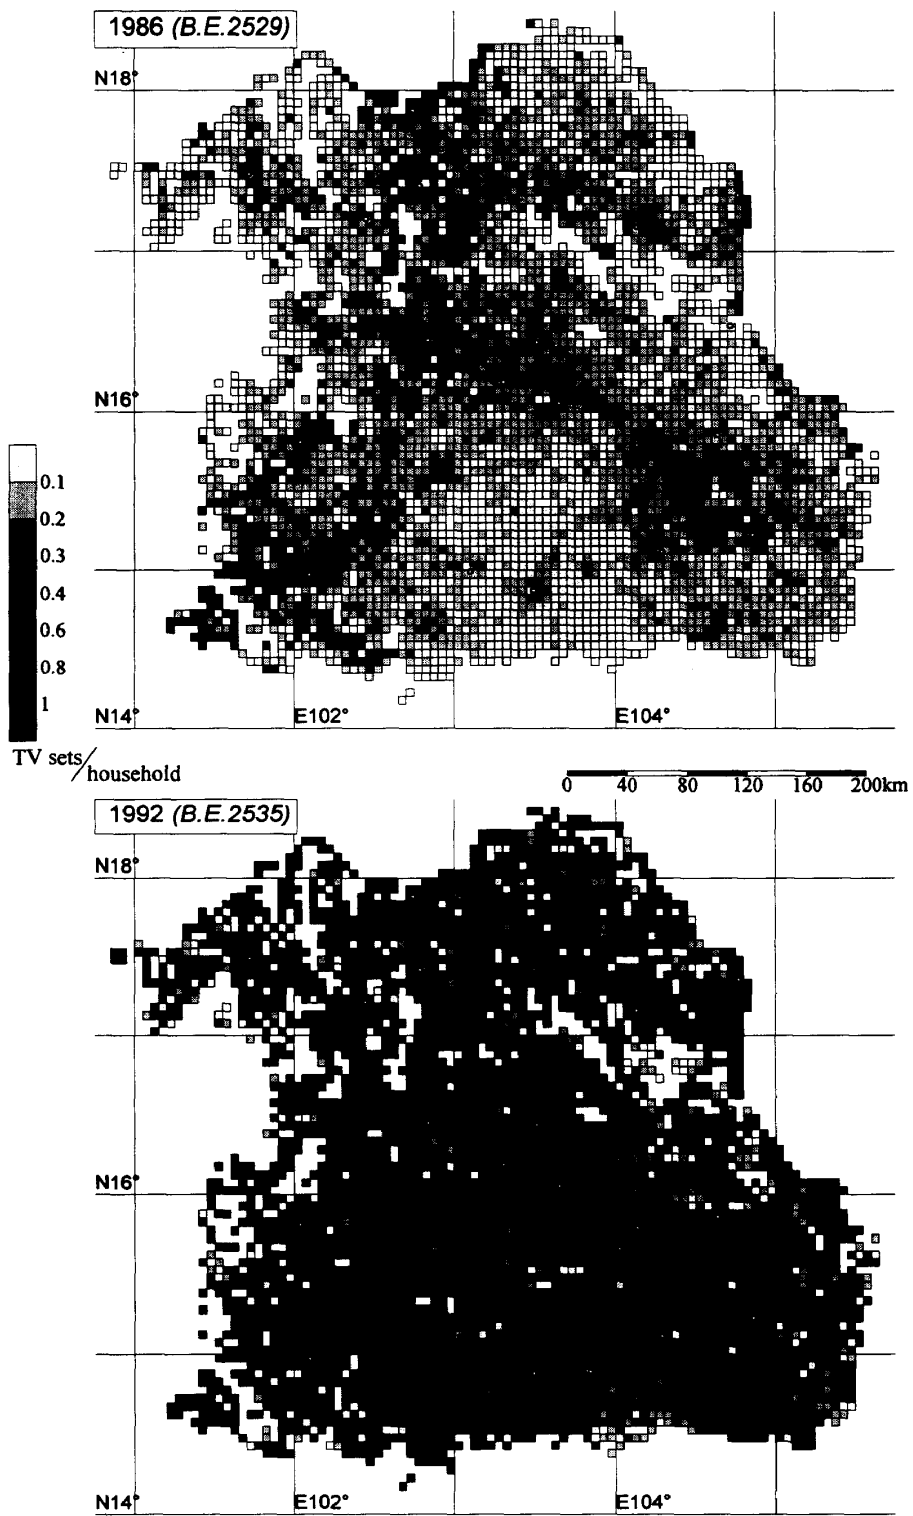 1986 (B.E.2529)
N18°
N16°
0.1
0.2
0.3
0.4
0.6
0.8
1
N14°
E102°
E104°
TV sets/household
0 40 80 120 160 200km
1992 (B.E.2535)
N18°
N16°
N14°
E102°
E104°